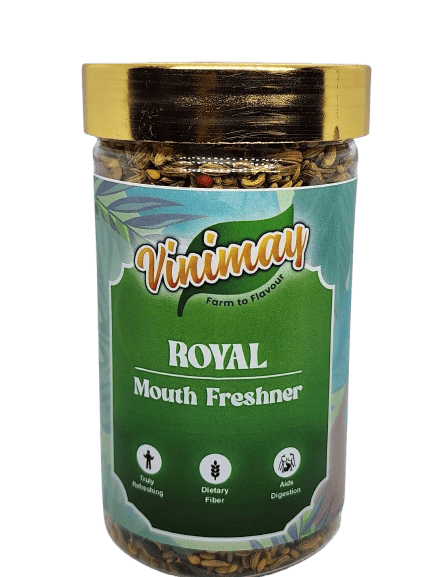 Vinimay
Farm to Flavour
ROYAL
Mouth Freshner
Truly
Refreshing
Dietary
Fiber
Aids
Digestion